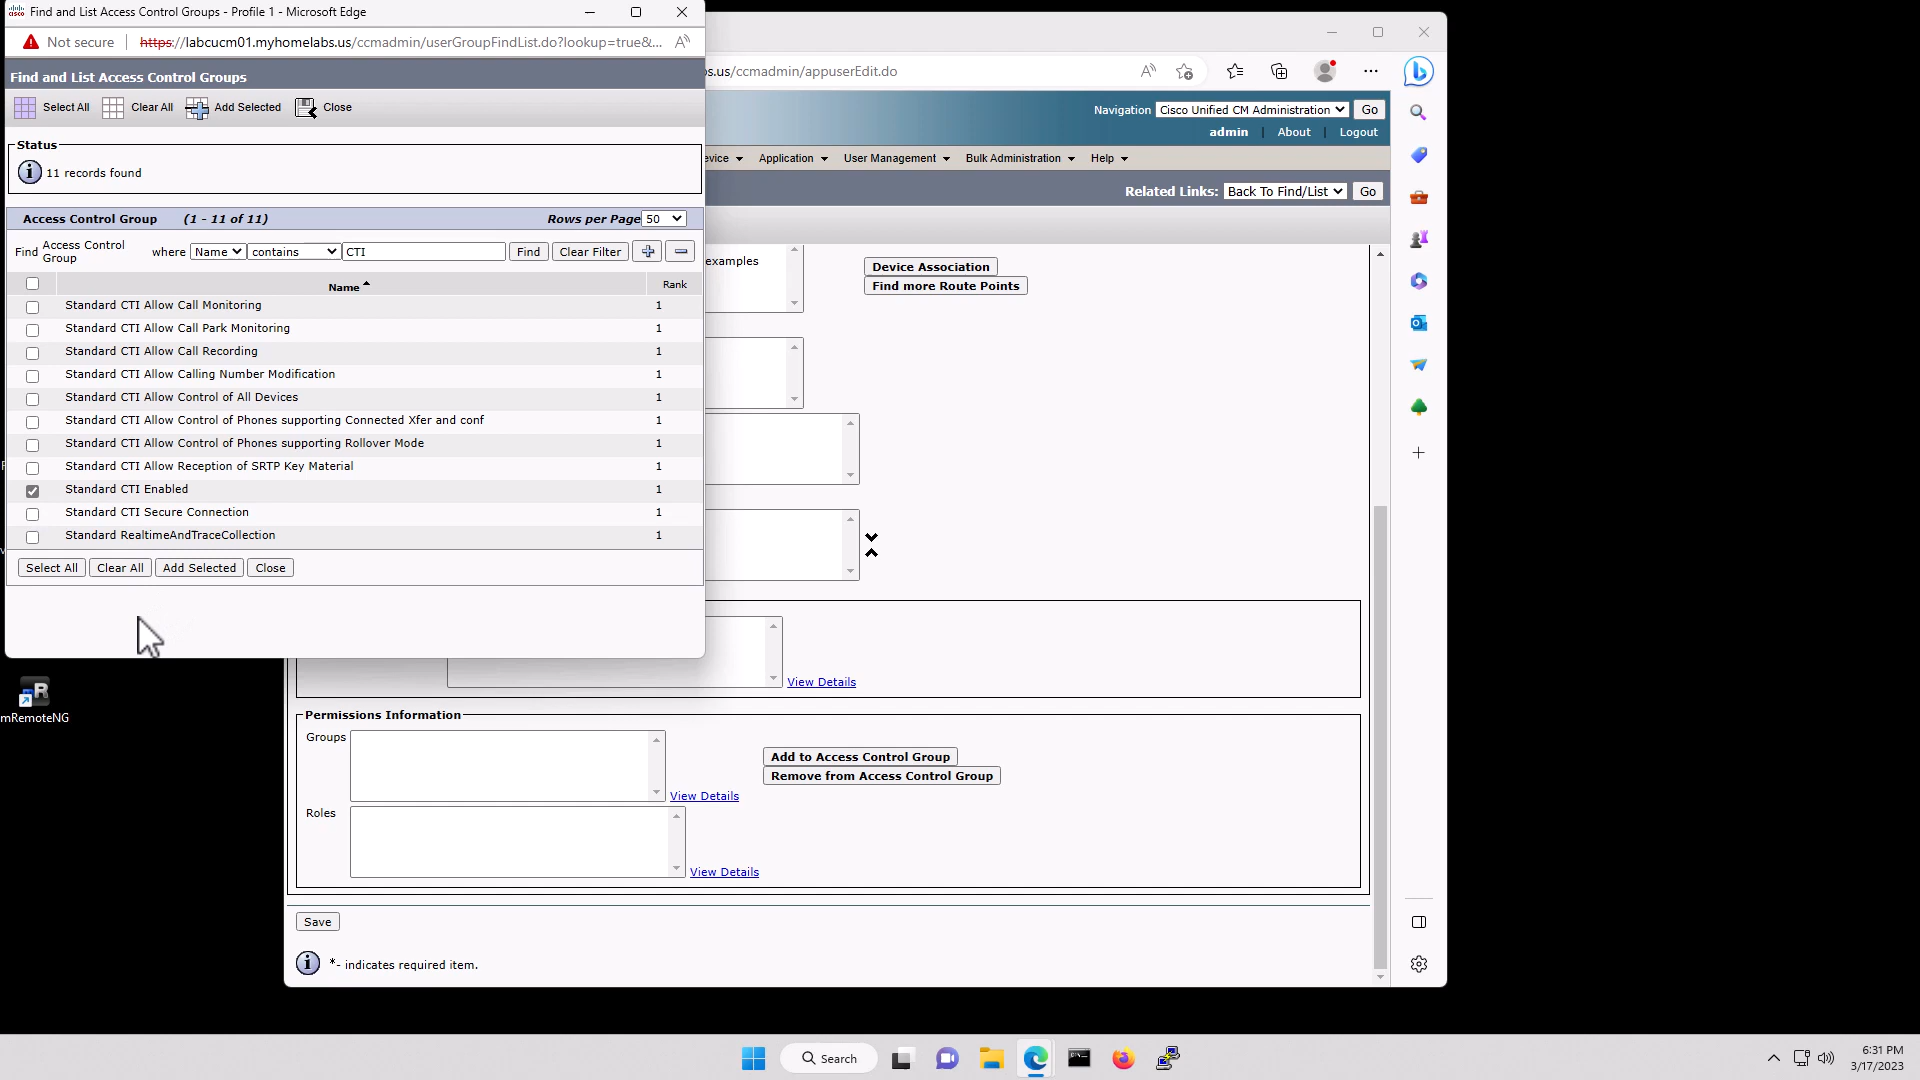 Find and List Access Control Groups - Profile 1 - Microsoft Edge
Not secure
https://labcucm01.myhomelabs.us/ccmadmin/userGroupFindList.do?lookup=true&...
Find and List Access Control Groups
Select All
Clear All
Add Selected
Close
Status
11 records found
Access Control Group (1 - 11 of 11)
Rows per Page 50
Find Access Control Group where Name contains CTI Find Clear Filter
Name Rank
Standard CTI Allow Call Monitoring 1
Standard CTI Allow Call Park Monitoring 1
Standard CTI Allow Call Recording 1
Standard CTI Allow Calling Number Modification 1
Standard CTI Allow Control of All Devices 1
Standard CTI Allow Control of Phones supporting Connected Xfer and conf 1
Standard CTI Allow Control of Phones supporting Rollover Mode 1
Standard CTI Allow Reception of SRTP Key Material 1
Standard CTI Enabled 1
Standard CTI Secure Connection 1
Standard RealtimeAndTraceCollection 1
Select All Clear All Add Selected Close
s.us/ccmadmin/appuserEdit.do
Navigation Cisco Unified CM Administration Go
admin | About | Logout
evice Application User Management Bulk Administration Help
Related Links: Back To Find/List Go
examples
Device Association
Find more Route Points
View Details
Permissions Information
Groups
Add to Access Control Group
Remove from Access Control Group
View Details
Roles
View Details
Save
*- indicates required item.
mRemoteNG
Search
6:31 PM
3/17/2023